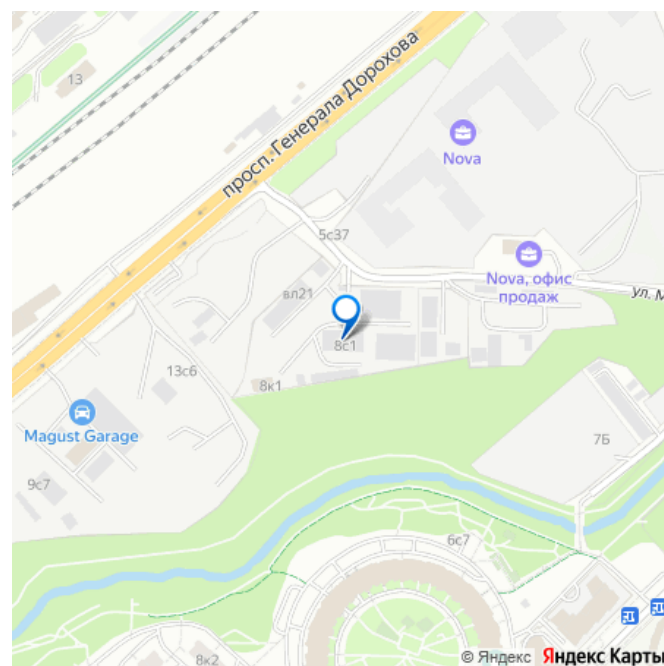 13
просп. Генерала Дорохова
Nova
5с37
Nova, офис
продаж
ул. М
вл21
8с1
13с6
8к1
Magust Garage
7Б
9с7
6с7
8к2
© Яндекс Яндекс Карты